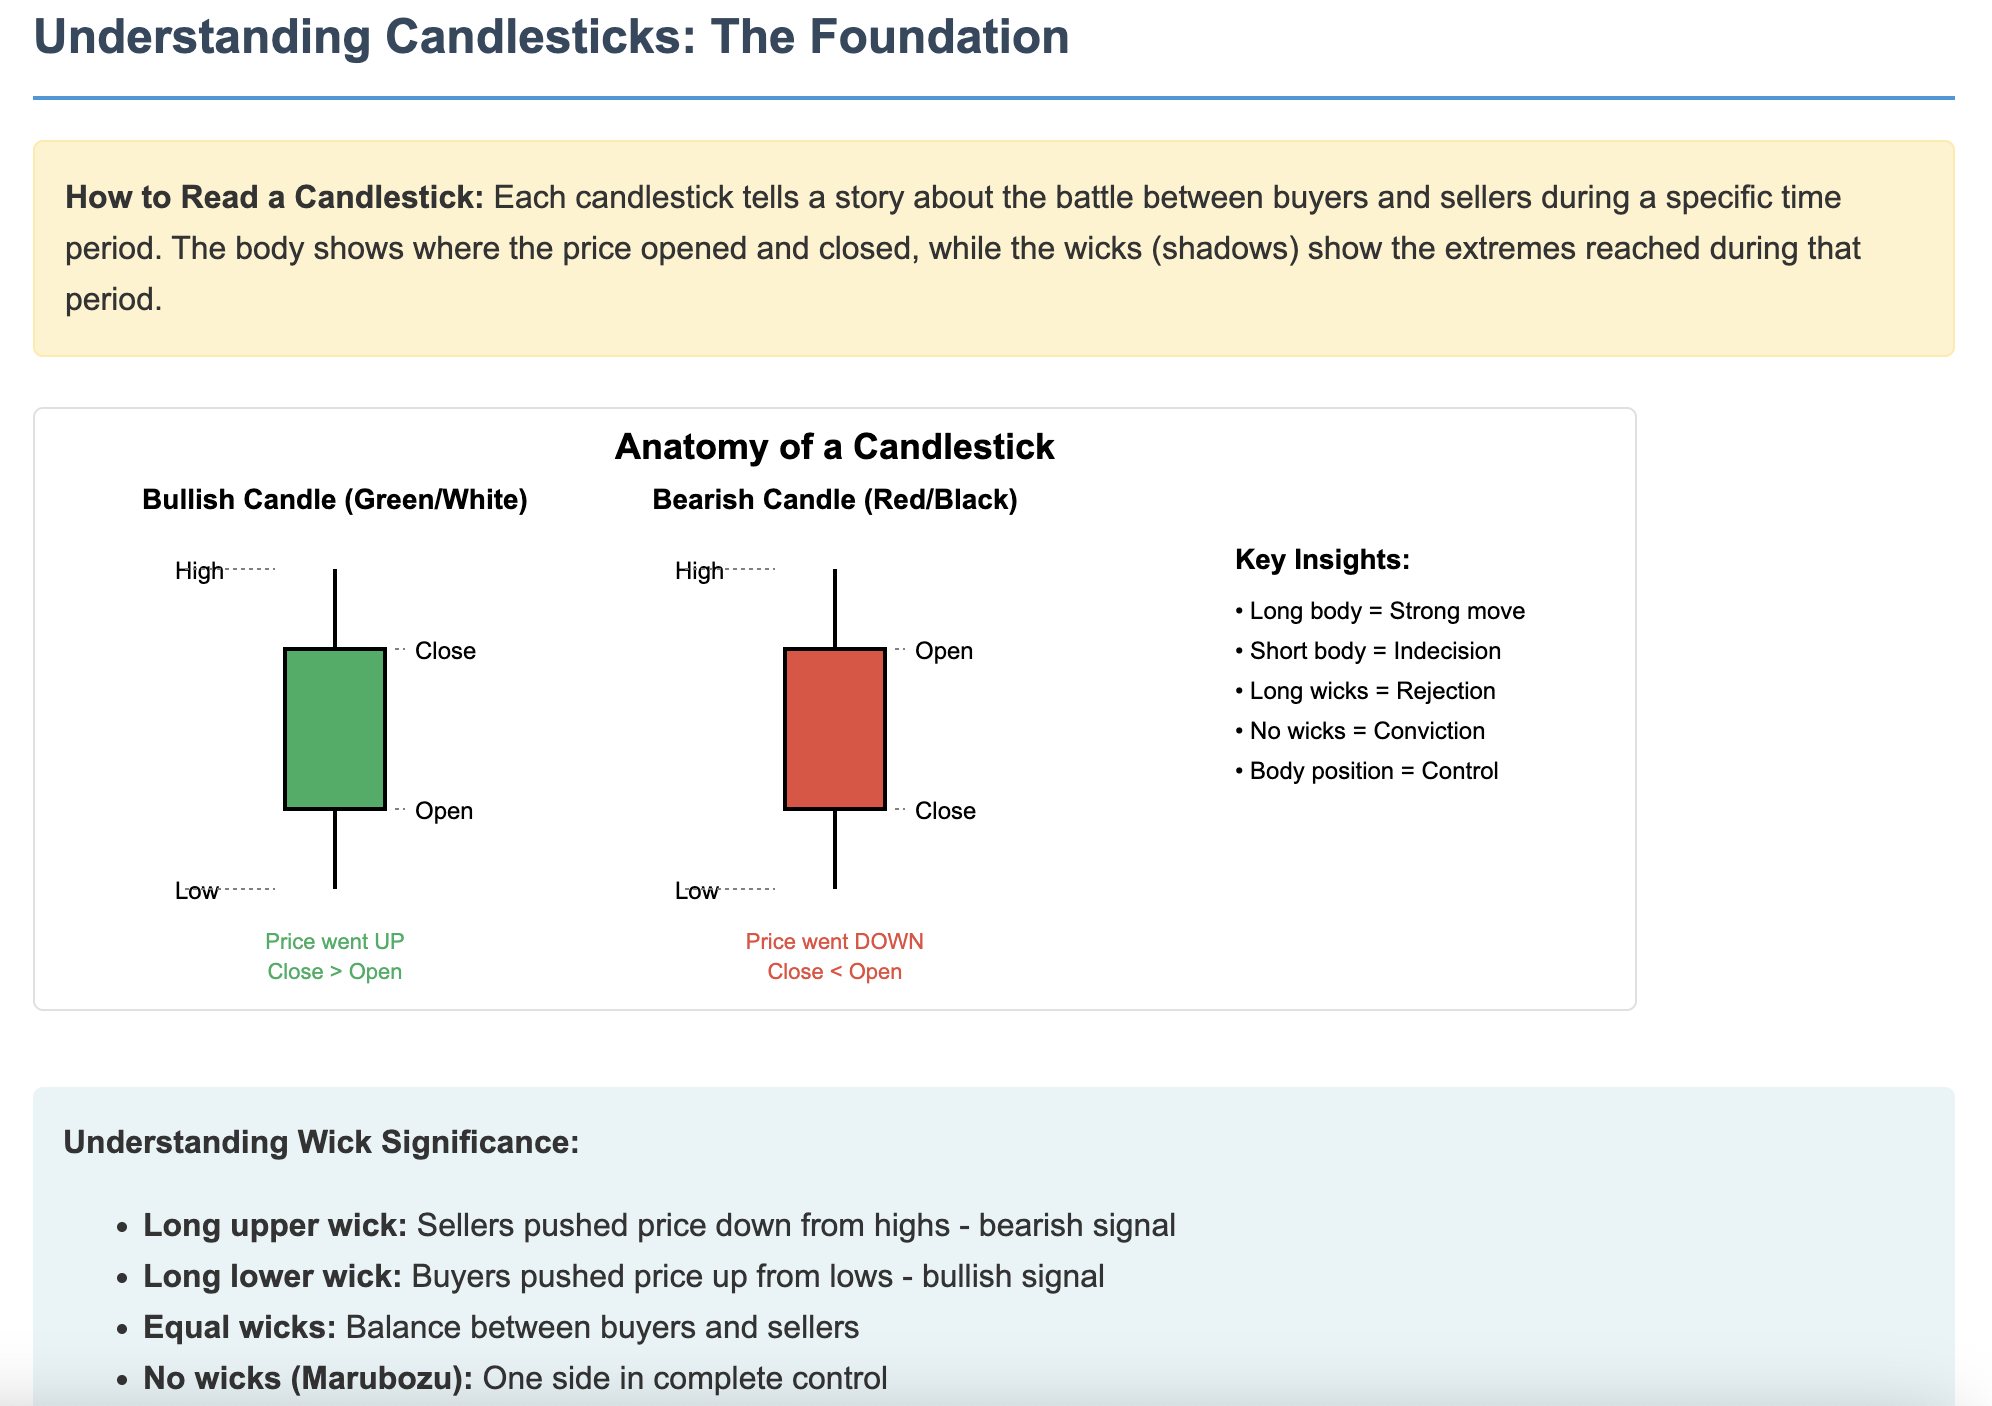 Understanding Candlesticks: The Foundation
How to Read a Candlestick: Each candlestick tells a story about the battle between buyers and sellers during a specific time
period. The body shows where the price opened and closed, while the wicks (shadows) show the extremes reached during that
period.
Anatomy of a Candlestick
Bullish Candle (Green/White)
High
Close
Open
Low
Price went UP
Close > Open
Bearish Candle (Red/Black)
High
Open
Close
Low
Price went DOWN
Close < Open
Key Insights:
• Long body = Strong move
• Short body = Indecision
• Long wicks = Rejection
• No wicks = Conviction
• Body position = Control
Understanding Wick Significance:
• Long upper wick: Sellers pushed price down from highs - bearish signal
• Long lower wick: Buyers pushed price up from lows - bullish signal
• Equal wicks: Balance between buyers and sellers
• No wicks (Marubozu): One side in complete control